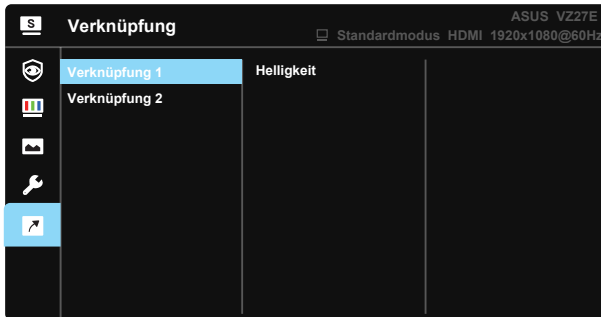 S
Verknüpfung
ASUS VZ27E
Standardmodus HDMI 1920x1080@60Hz
Verknüpfung 1
Helligkeit
Verknüpfung 2